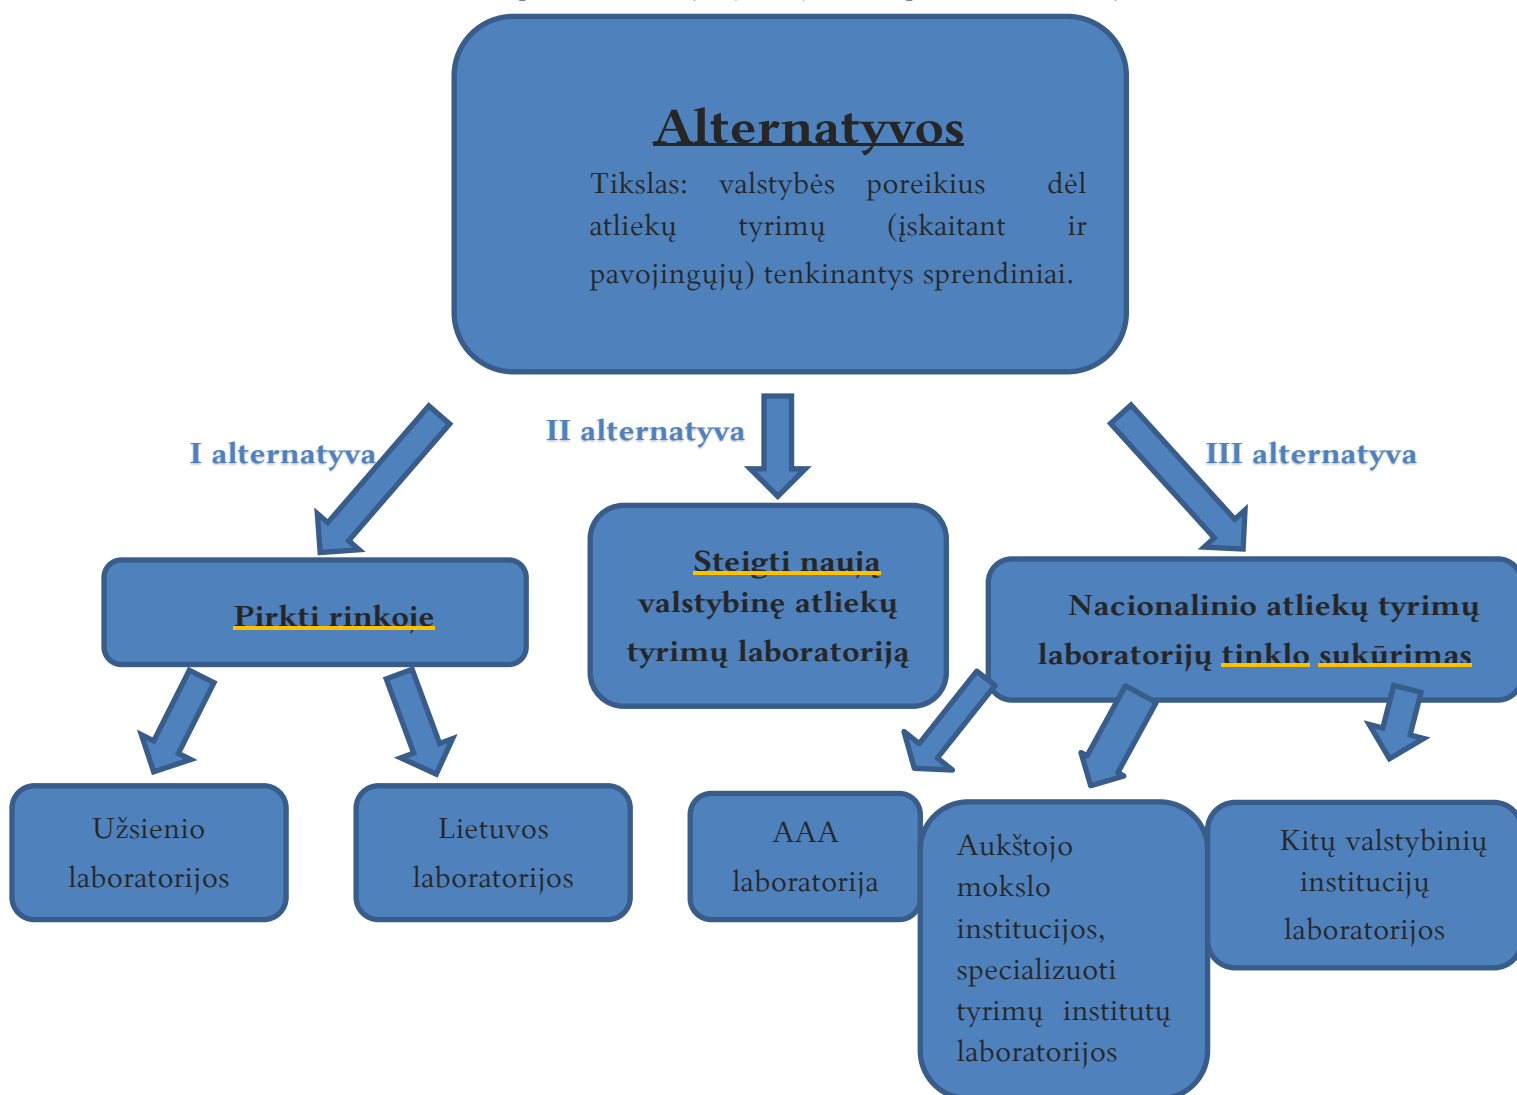 Alternatyvos
Tikslas: valstybės poreikius dėl
atliekų tyrimų (įskaitant ir
pavojingųjų) tenkinantys sprendiniai.
I alternatyva
II alternatyva
III alternatyva
Pirkti rinkoje
Steigti naują
valstybinę atliekų
tyrimų laboratoriją
Nacionalinio atliekų tyrimų
laboratorijų tinklo sukūrimas
Užsienio
laboratorijos
Lietuvos
laboratorijos
AAA
laboratorija
Aukštojo
mokslo
institucijos,
specializuoti
tyrimų institutų
laboratorijos
Kitų valstybinių
institucijų
laboratorijos